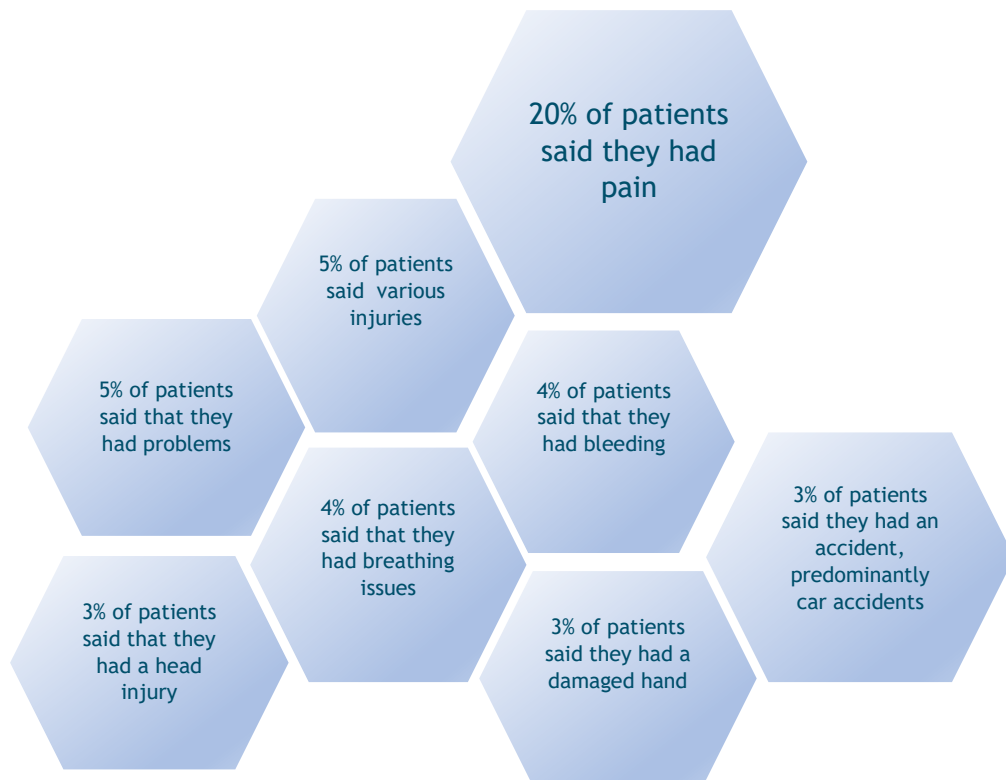 20% of patients
said they had
pain
5% of patients
said various
injuries
5% of patients
said that they
had problems
4% of patients
said that they
had bleeding
4% of patients
said that they
had breathing
issues
3% of patients
said they had an
accident,
predominantly
car accidents
3% of patients
said that they
had a head
injury
3% of patients
said they had a
damaged hand